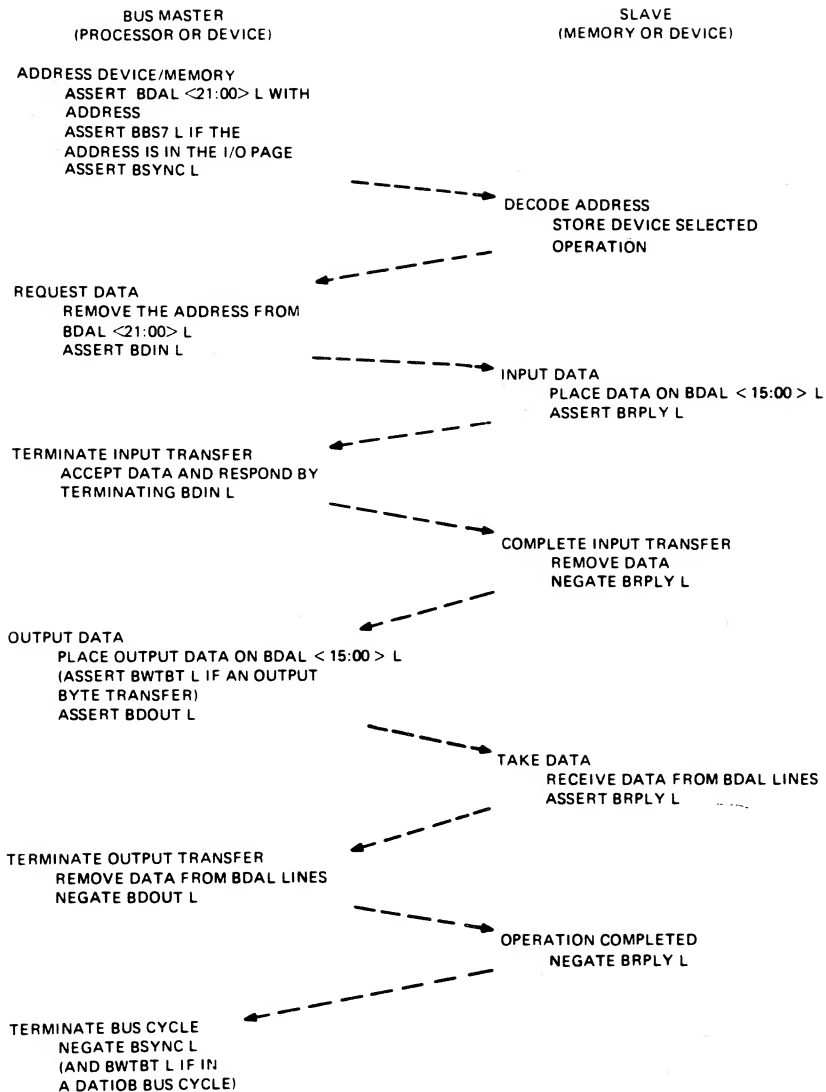 BUS MASTER
(PROCESSOR OR DEVICE)
SLAVE
(MEMORY OR DEVICE)
ADDRESS DEVICE/MEMORY
ASSERT BDAL <21:00> L WITH
ADDRESS
ASSERT BBS7 L IF THE
ADDRESS IS IN THE I/O PAGE
ASSERT BSYNC L
DECODE ADDRESS
STORE DEVICE SELECTED
OPERATION
REQUEST DATA
REMOVE THE ADDRESS FROM
BDAL <21:00> L
ASSERT BDIN L
INPUT DATA
PLACE DATA ON BDAL < 15:00 > L
ASSERT BRPLY L
TERMINATE INPUT TRANSFER
ACCEPT DATA AND RESPOND BY
TERMINATING BDIN L
COMPLETE INPUT TRANSFER
REMOVE DATA
NEGATE BRPLY L
OUTPUT DATA
PLACE OUTPUT DATA ON BDAL < 15:00 > L
(ASSERT BWTBT L IF AN OUTPUT
BYTE TRANSFER)
ASSERT BDOUT L
TAKE DATA
RECEIVE DATA FROM BDAL LINES
ASSERT BRPLY L
TERMINATE OUTPUT TRANSFER
REMOVE DATA FROM BDAL LINES
NEGATE BDOUT L
OPERATION COMPLETED
NEGATE BRPLY L
TERMINATE BUS CYCLE
NEGATE BSYNC L
(AND BWTBT L IF IN
A DATIOB BUS CYCLE)